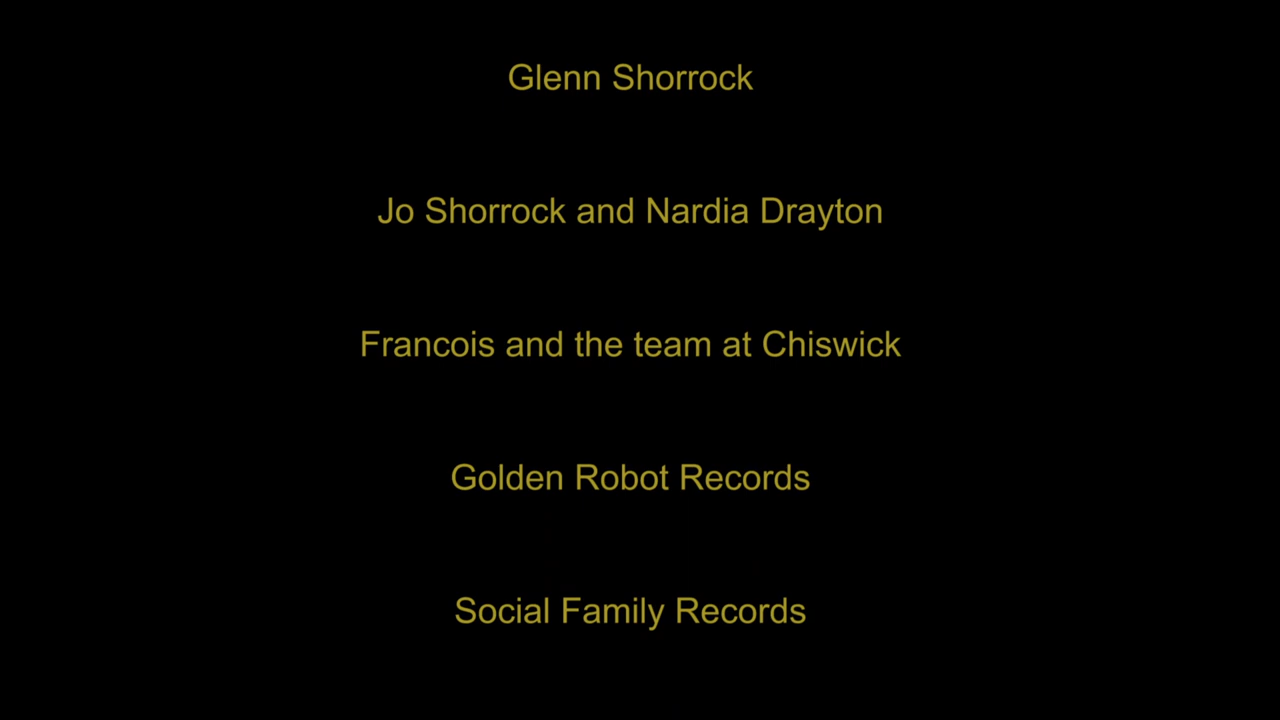 Glenn Shorrock
Jo Shorrock and Nardia Drayton
Francois and the team at Chiswick
Golden Robot Records
Social Family Records